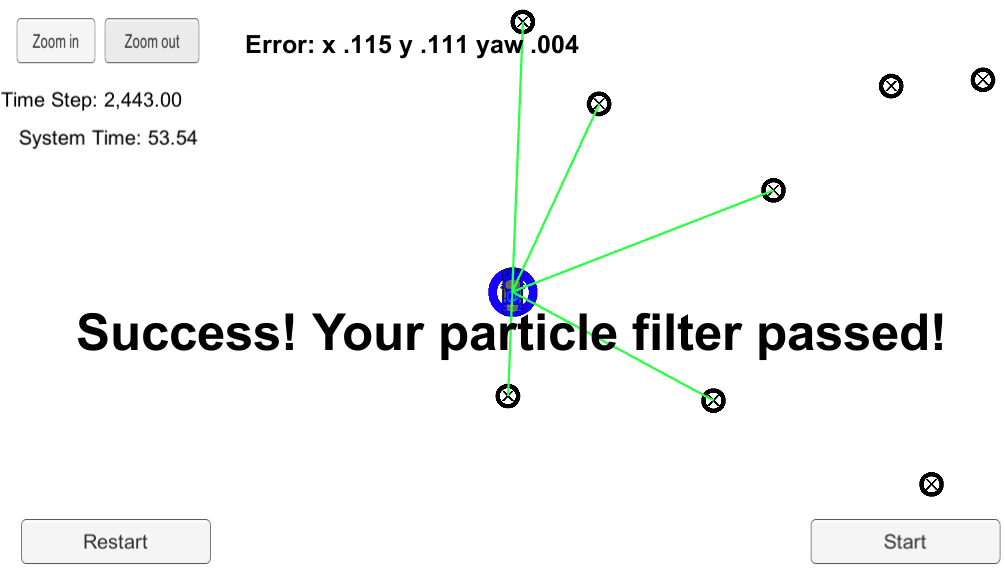 Zoom in
Zoom out
Error: x .115 y .111 yaw .004
Time Step: 2,443.00
System Time: 53.54
Success! Your particle filter passed!
Restart
Start